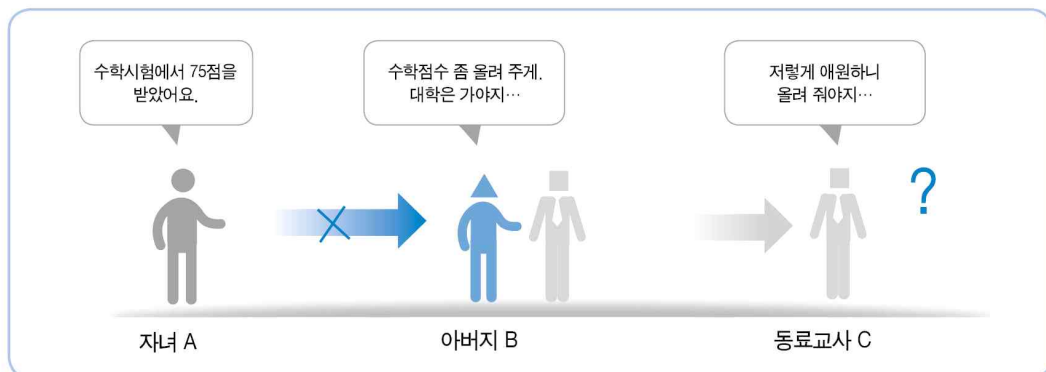 수학시험에서 75점을
받았어요.
수학점수 좀 올려 주게.
대학은 가야지…
저렇게 애원하니
올려 줘야지…
?
자녀 A
아버지 B
동료교사 C